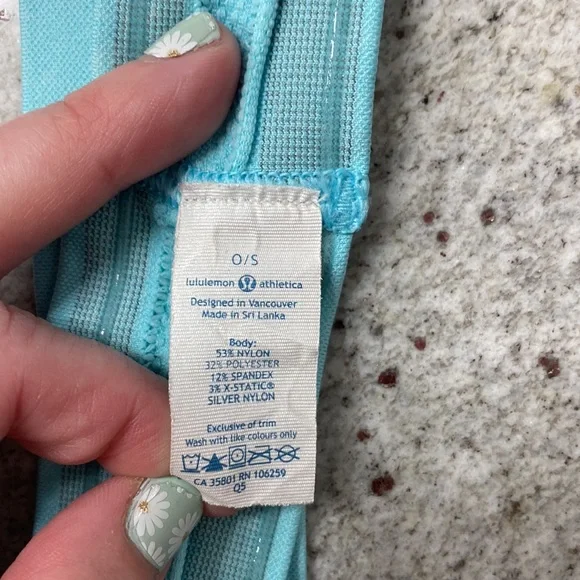 O/S
lululemon athletica
Designed in Vancouver
Made in Sri Lanka
Body:
53% NYLON
32% POLYESTER
12% SPANDEX
3% X-STATIC®
SILVER NYLON
Exclusive of trim
Wash with like colours only
CA 35801 RN 106259
Q5